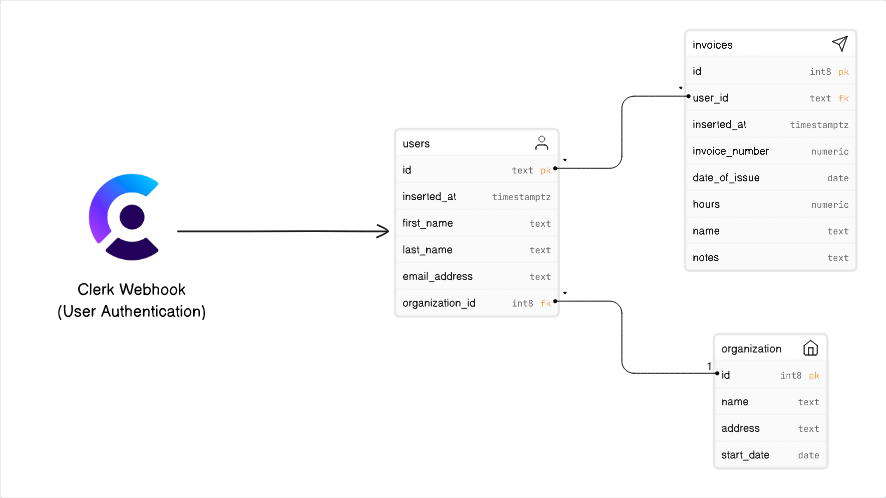 invoices
id int8 pk
user_id text fk
inserted_at timestamptz
invoice_number numeric
date_of_issue date
hours numeric
name text
notes text
*
users
id text pk
inserted_at timestamptz
first_name text
last_name text
email_address text
organization_id int8 fk
*
*
Clerk Webhook
(User Authentication)
organization
1
id int8 pk
name text
address text
start_date date